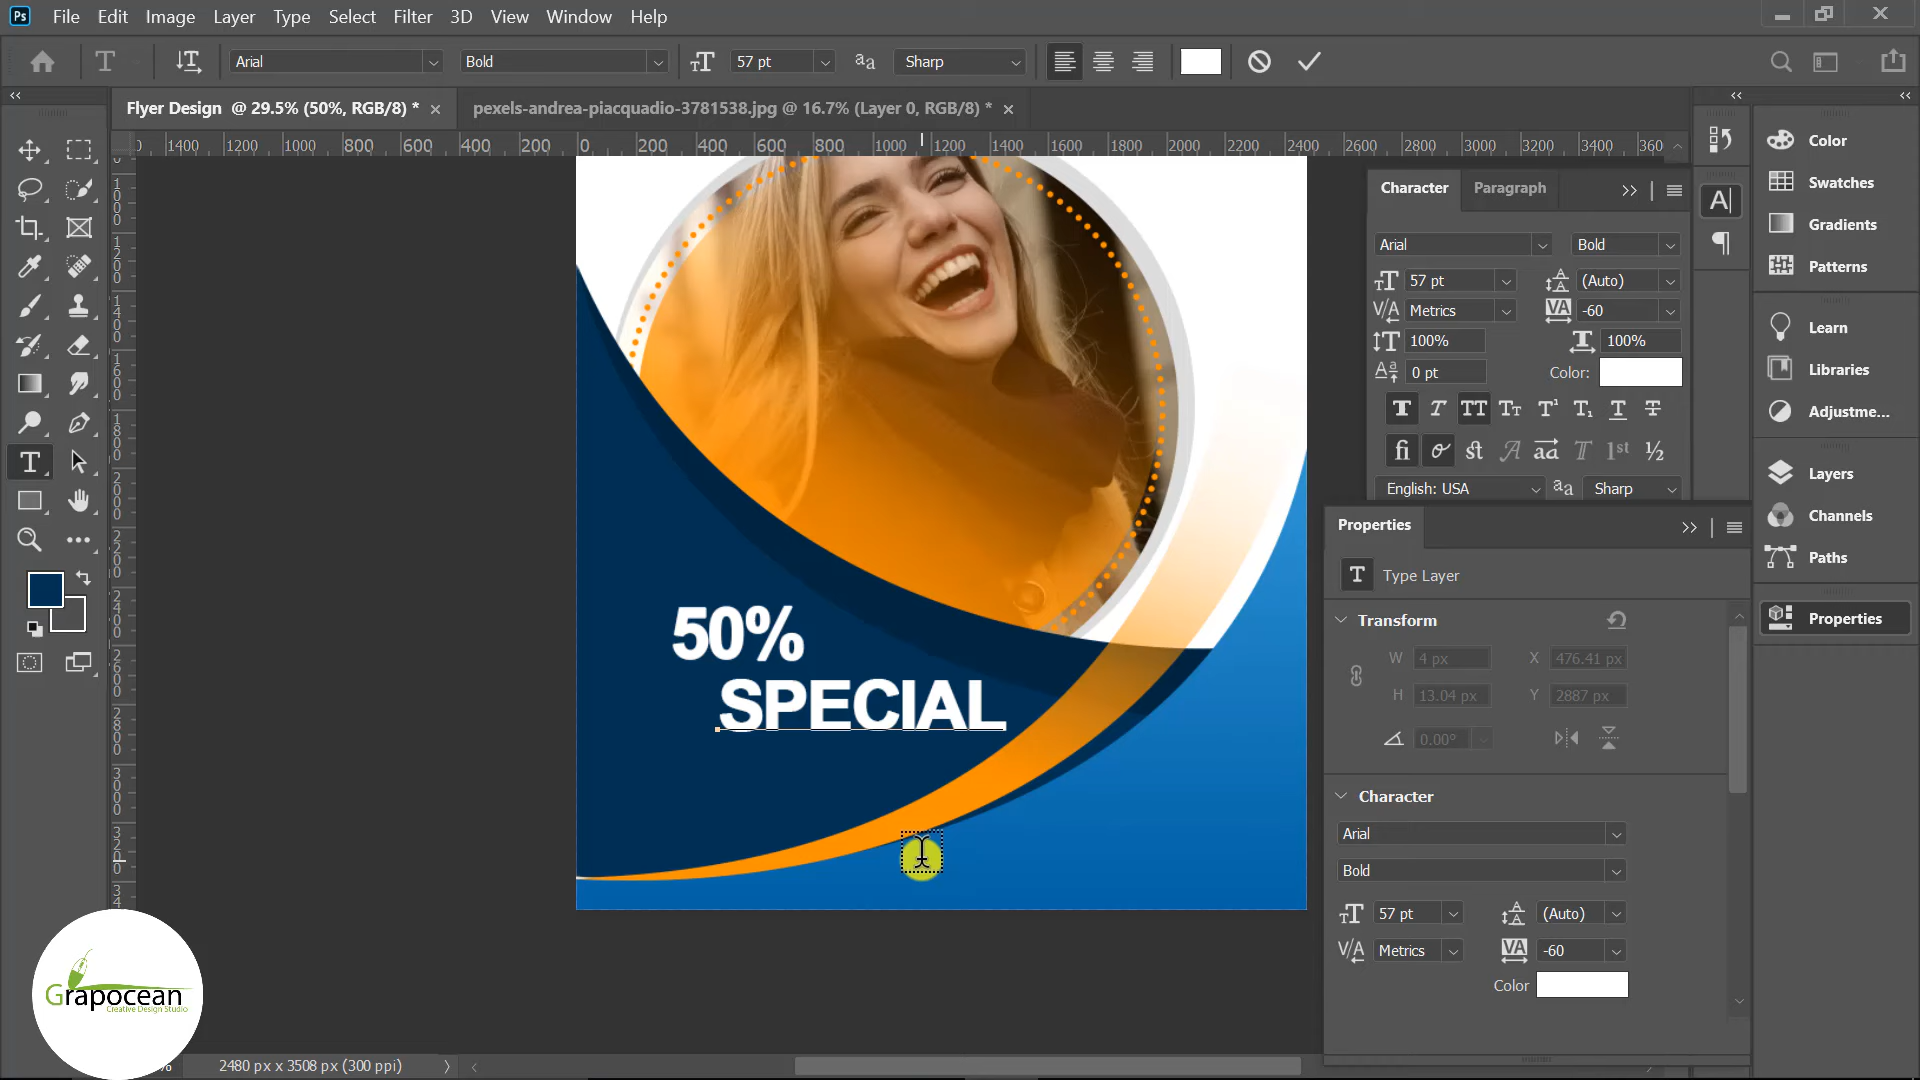 Ps File Edit Image Layer Type Select Filter 3D View Window Help
Arial Bold 57 pt Sharp
Flyer Design @ 29.5% (50%, RGB/8) * pexels-andrea-piacquadio-3781538.jpg @ 16.7% (Layer 0, RGB/8) *
1400 1200 1000 800 600 400 200 0 200 400 600 800 1000 1200 1400 1600 1800 2000 2200 2400 2600 2800 3000 3200 3400 360
Character Paragraph
Arial Bold
57 pt (Auto)
Metrics -60
100% 100%
0 pt Color:
English: USA Sharp
Properties
Type Layer
Transform
W 4 px X 476.41 px
H 13.04 px Y 2887 px
0.00°
Character
Arial
Bold
57 pt (Auto)
Metrics -60
Color
Color
Swatches
Gradients
Patterns
Learn
Libraries
Adjustme...
Layers
Channels
Paths
Properties
50%
SPECIAL
Grapocean
Creative Design Studio
% 2480 px x 3508 px (300 ppi)